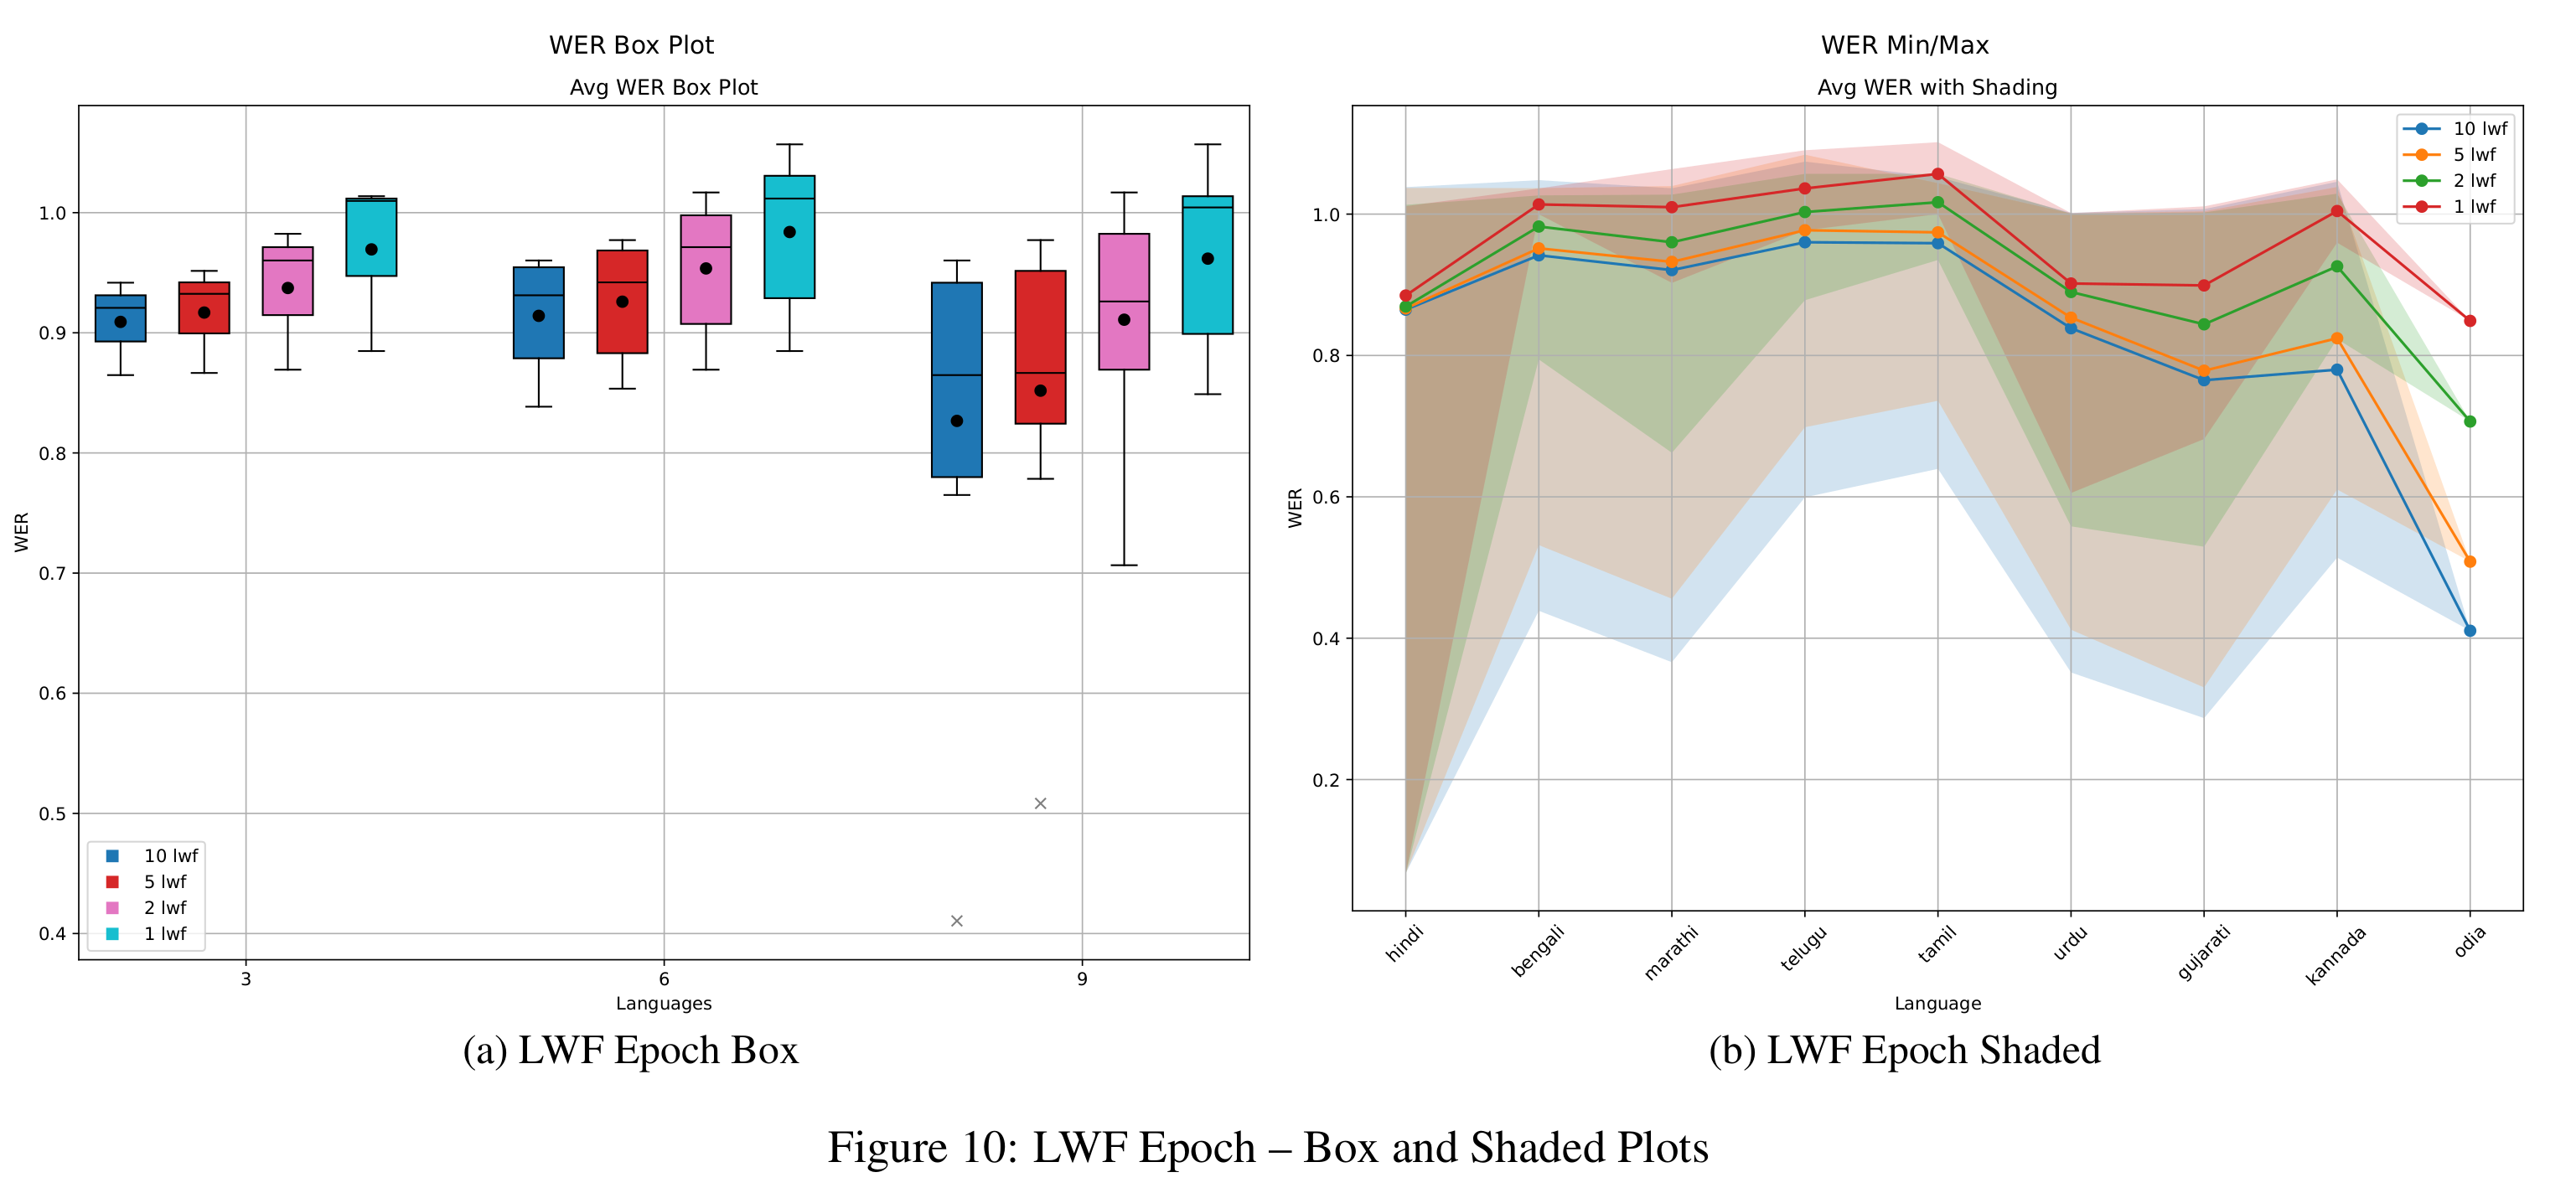 WER Box Plot
Avg WER Box Plot
WER
1.0
0.9
0.8
0.7
0.6
0.5
0.4
10 lwf
5 lwf
2 lwf
1 lwf
3
6
9
Languages
(a) LWF Epoch Box
WER Min/Max
Avg WER with Shading
WER
1.0
0.8
0.6
0.4
0.2
10 lwf
5 lwf
2 lwf
1 lwf
hindi
bengali
marathi
telugu
tamil
urdu
gujarati
kannada
odia
Language
(b) LWF Epoch Shaded
Figure 10: LWF Epoch – Box and Shaded Plots